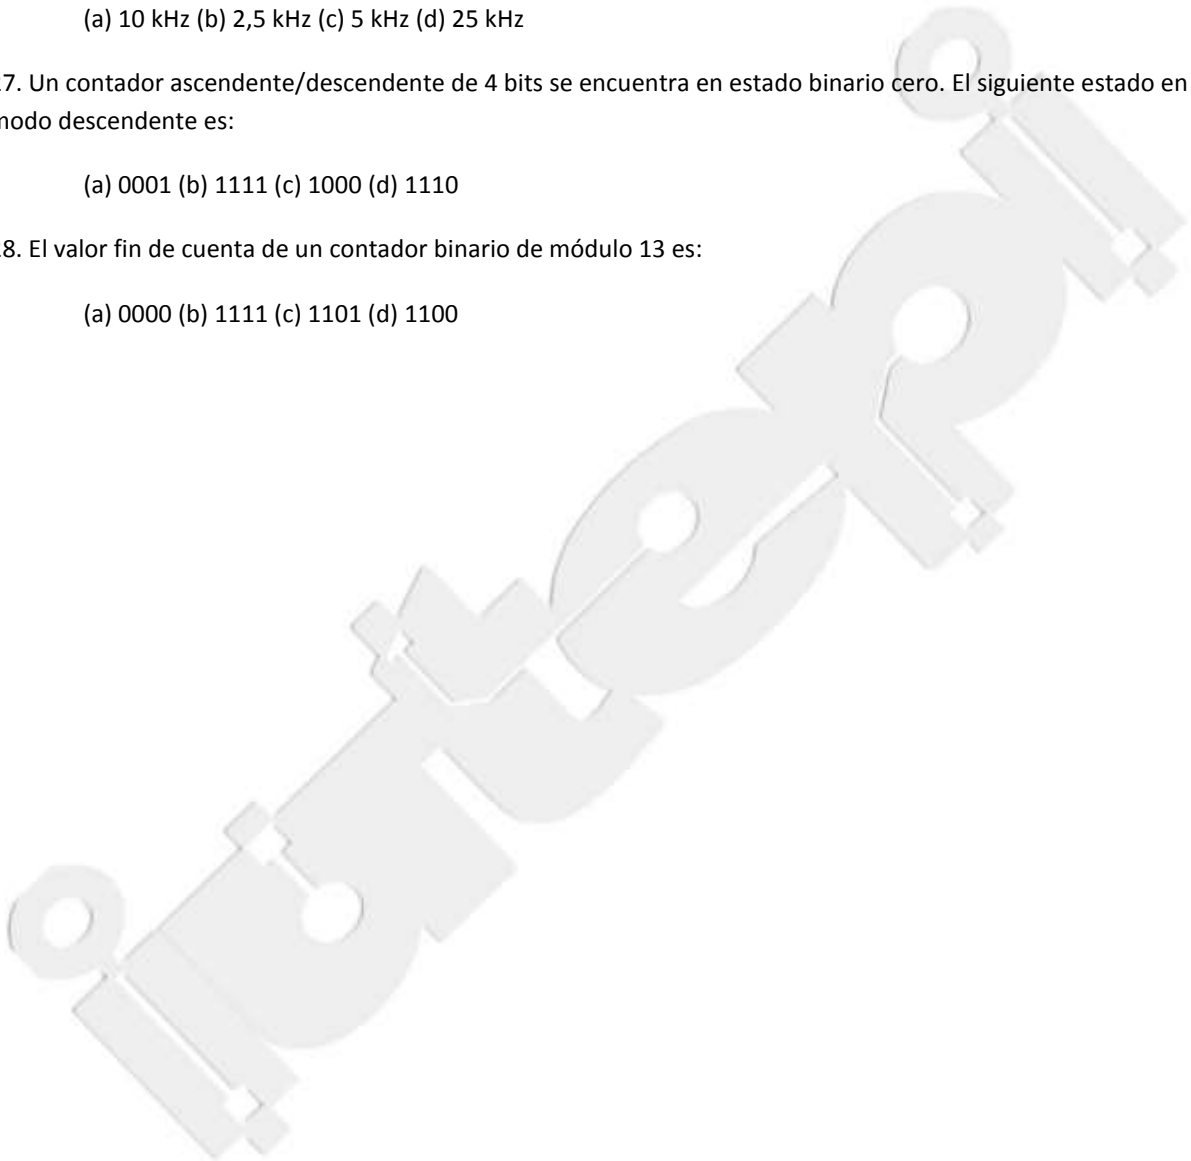 (a) 10 kHz (b) 2,5 kHz (c) 5 kHz (d) 25 kHz
27. Un contador ascendente/descendente de 4 bits se encuentra en estado binario cero. El siguiente estado en
modo descendente es:
(a) 0001 (b) 1111 (c) 1000 (d) 1110
28. El valor fin de cuenta de un contador binario de módulo 13 es:
(a) 0000 (b) 1111 (c) 1101 (d) 1100